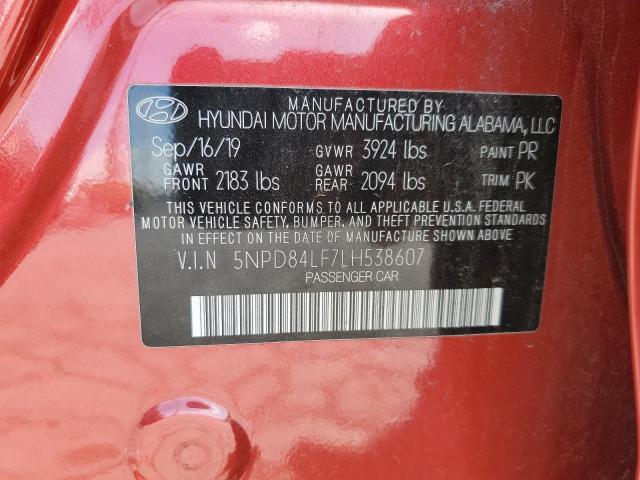 MANUFACTURED BY
HYUNDAI MOTOR MANUFACTURING ALABAMA, LLC
Sep/16/19 GVWR 3924 lbs PAINT PR
GAWR FRONT 2183 lbs GAWR REAR 2094 lbs TRIM PK
THIS VEHICLE CONFORMS TO ALL APPLICABLE U.S.A. FEDERAL
MOTOR VEHICLE SAFETY, BUMPER, AND THEFT PREVENTION STANDARDS
IN EFFECT ON THE DATE OF MANUFACTURE SHOWN ABOVE.
V.I.N 5NPD84LF7LH538607
PASSENGER CAR